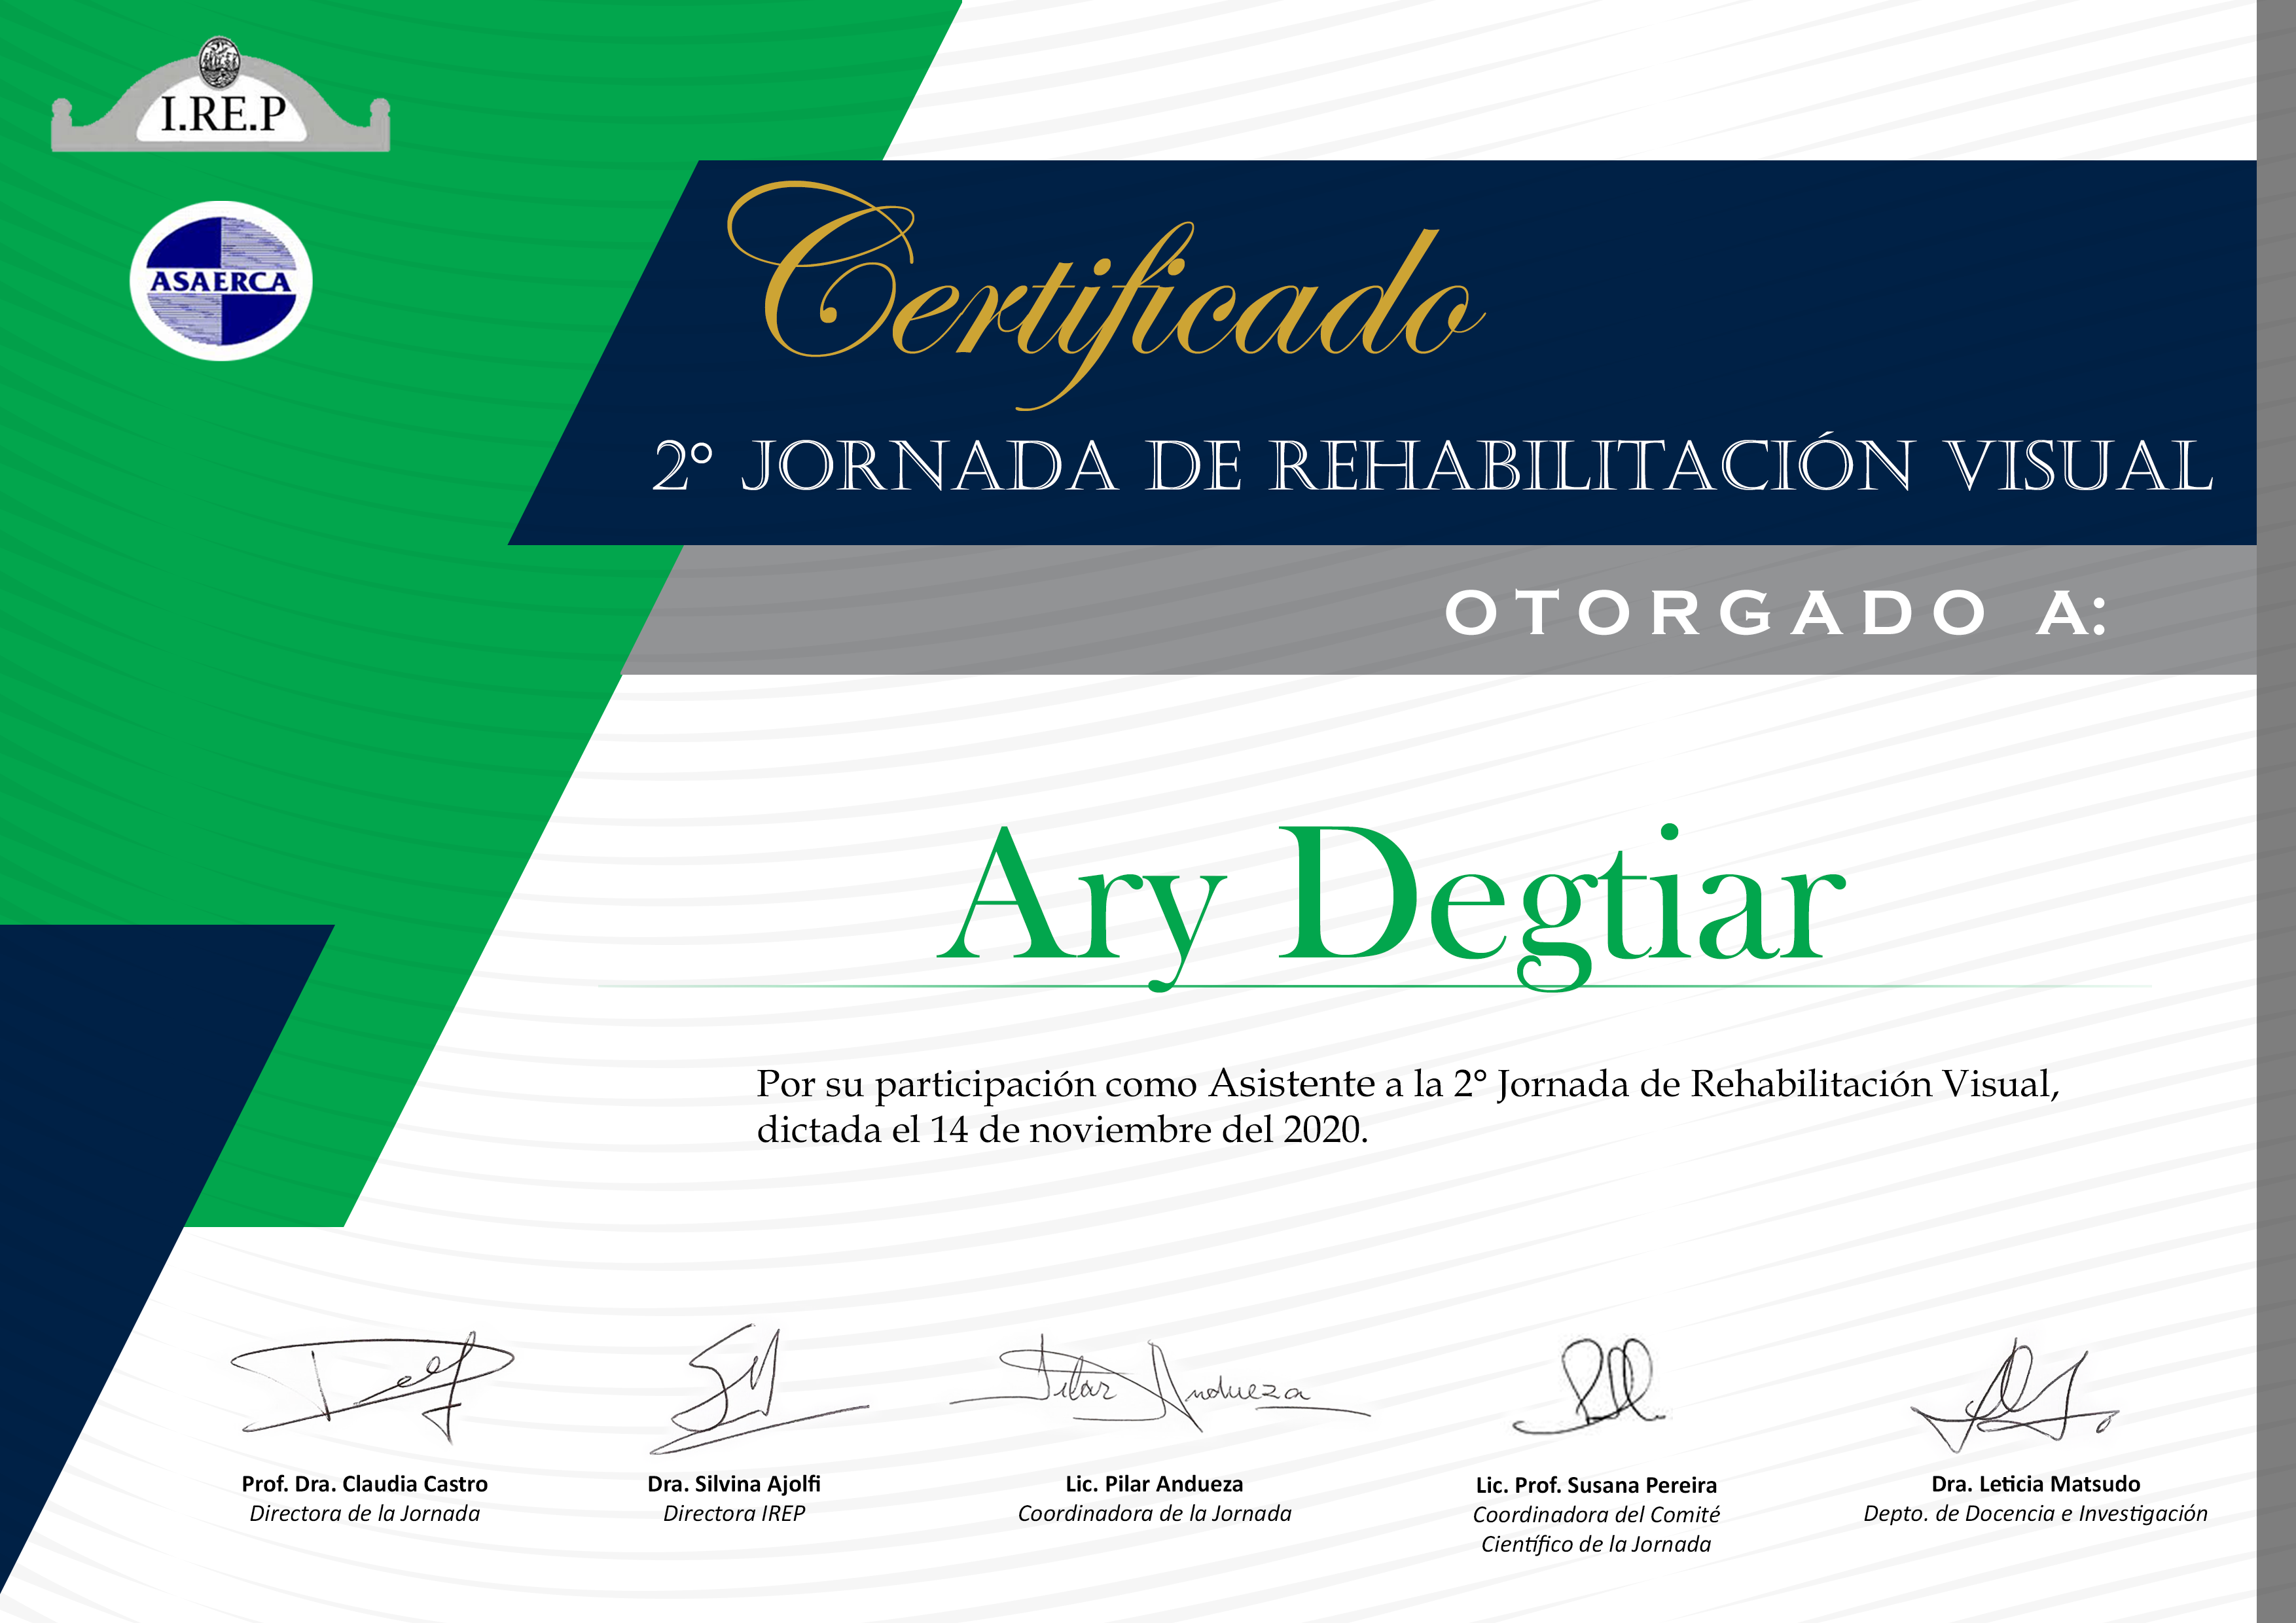 I.RE.P
ASAERCA
Certificado
2° JORNADA DE REHABILITACIÓN VISUAL
OTORGADO A:
Ary Degtiar
Por su participación como Asistente a la 2° Jornada de Rehabilitación Visual,
dictada el 14 de noviembre del 2020.
Pilar Andueza
Prof. Dra. Claudia Castro
Directora de la Jornada
Dra. Silvina Ajolfi
Directora IREP
Lic. Pilar Andueza
Coordinadora de la Jornada
Lic. Prof. Susana Pereira
Coordinadora del Comité
Científico de la Jornada
Dra. Leticia Matsudo
Depto. de Docencia e Investigación